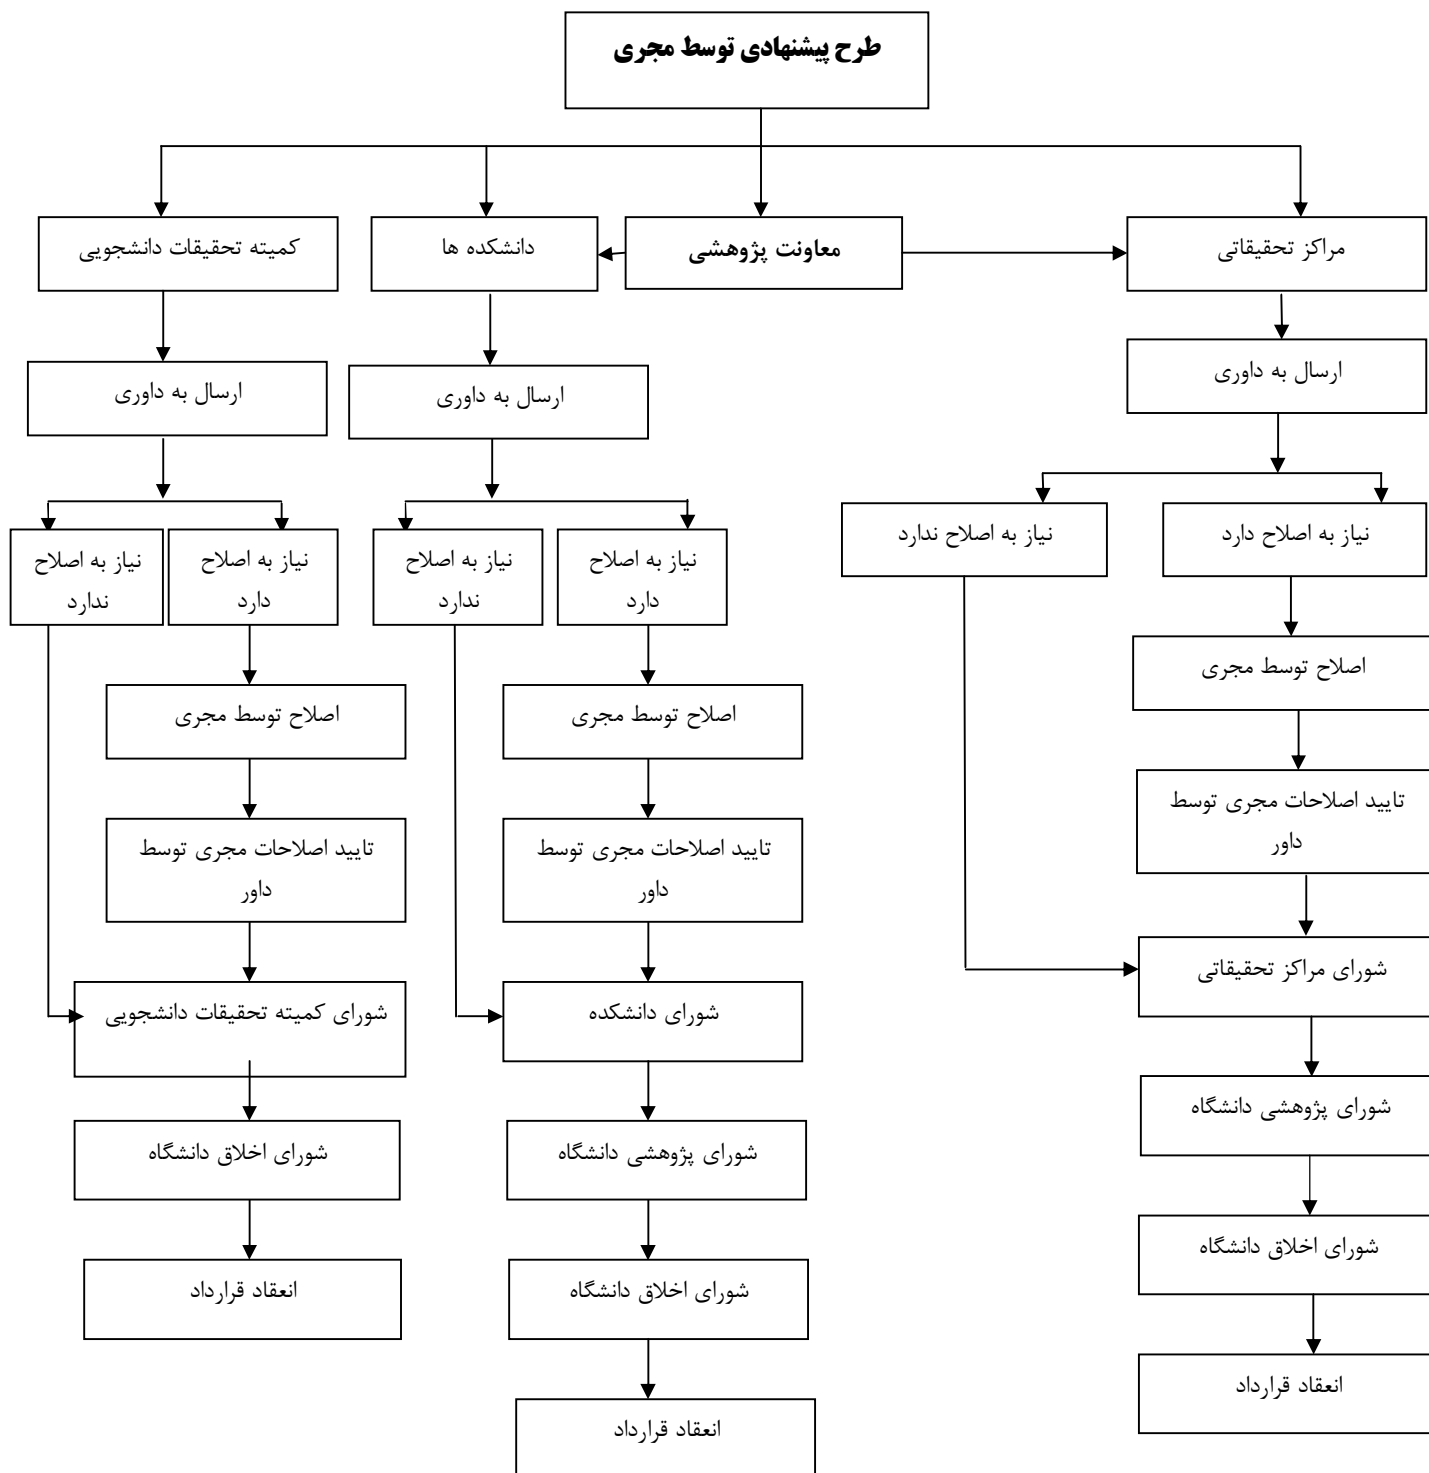 طرح پیشنهادی توسط مجری
مراکز تحقیقاتی
معاونت پژوهشی
دانشکده ها
کمیته تحقیقات دانشجویی
ارسال به داوری
ارسال به داوری
ارسال به داوری
نیاز به اصلاح دارد
نیاز به اصلاح ندارد
نیاز به اصلاح
دارد
نیاز به اصلاح
ندارد
نیاز به اصلاح
دارد
نیاز به اصلاح
ندارد
اصلاح توسط مجری
اصلاح توسط مجری
اصلاح توسط مجری
تایید اصلاحات مجری توسط
داور
تایید اصلاحات مجری توسط
داور
تایید اصلاحات مجری توسط
داور
شورای مراکز تحقیقاتی
شورای دانشکده
شورای کمیته تحقیقات دانشجویی
شورای پژوهشی دانشگاه
شورای پژوهشی دانشگاه
شورای اخلاق دانشگاه
شورای اخلاق دانشگاه
شورای اخلاق دانشگاه
انعقاد قرارداد
انعقاد قرارداد
انعقاد قرارداد